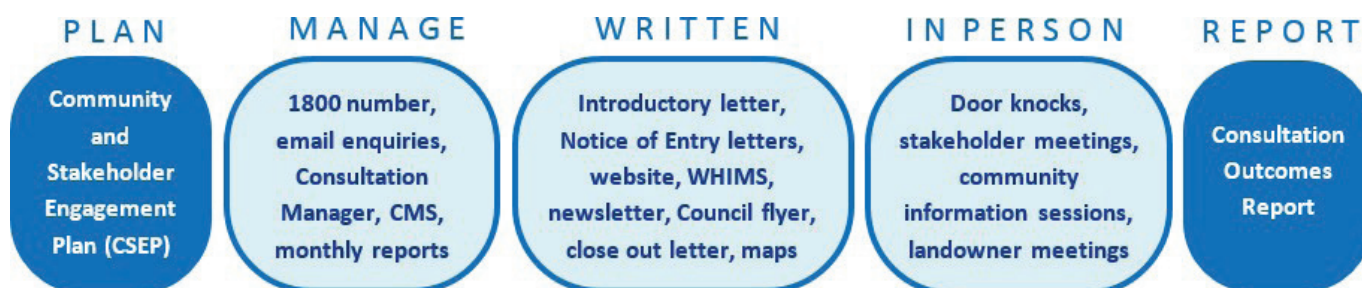 PLAN
Community
and
Stakeholder
Engagement
Plan (CSEP)
MANAGE
1800 number,
email enquiries,
Consultation
Manager, CMS,
monthly reports
WRITTEN
Introductory letter,
Notice of Entry letters,
website, WHIMS,
newsletter, Council flyer,
close out letter, maps
IN PERSON
Door knocks,
stakeholder meetings,
community
information sessions,
landowner meetings
REPORT
Consultation
Outcomes
Report